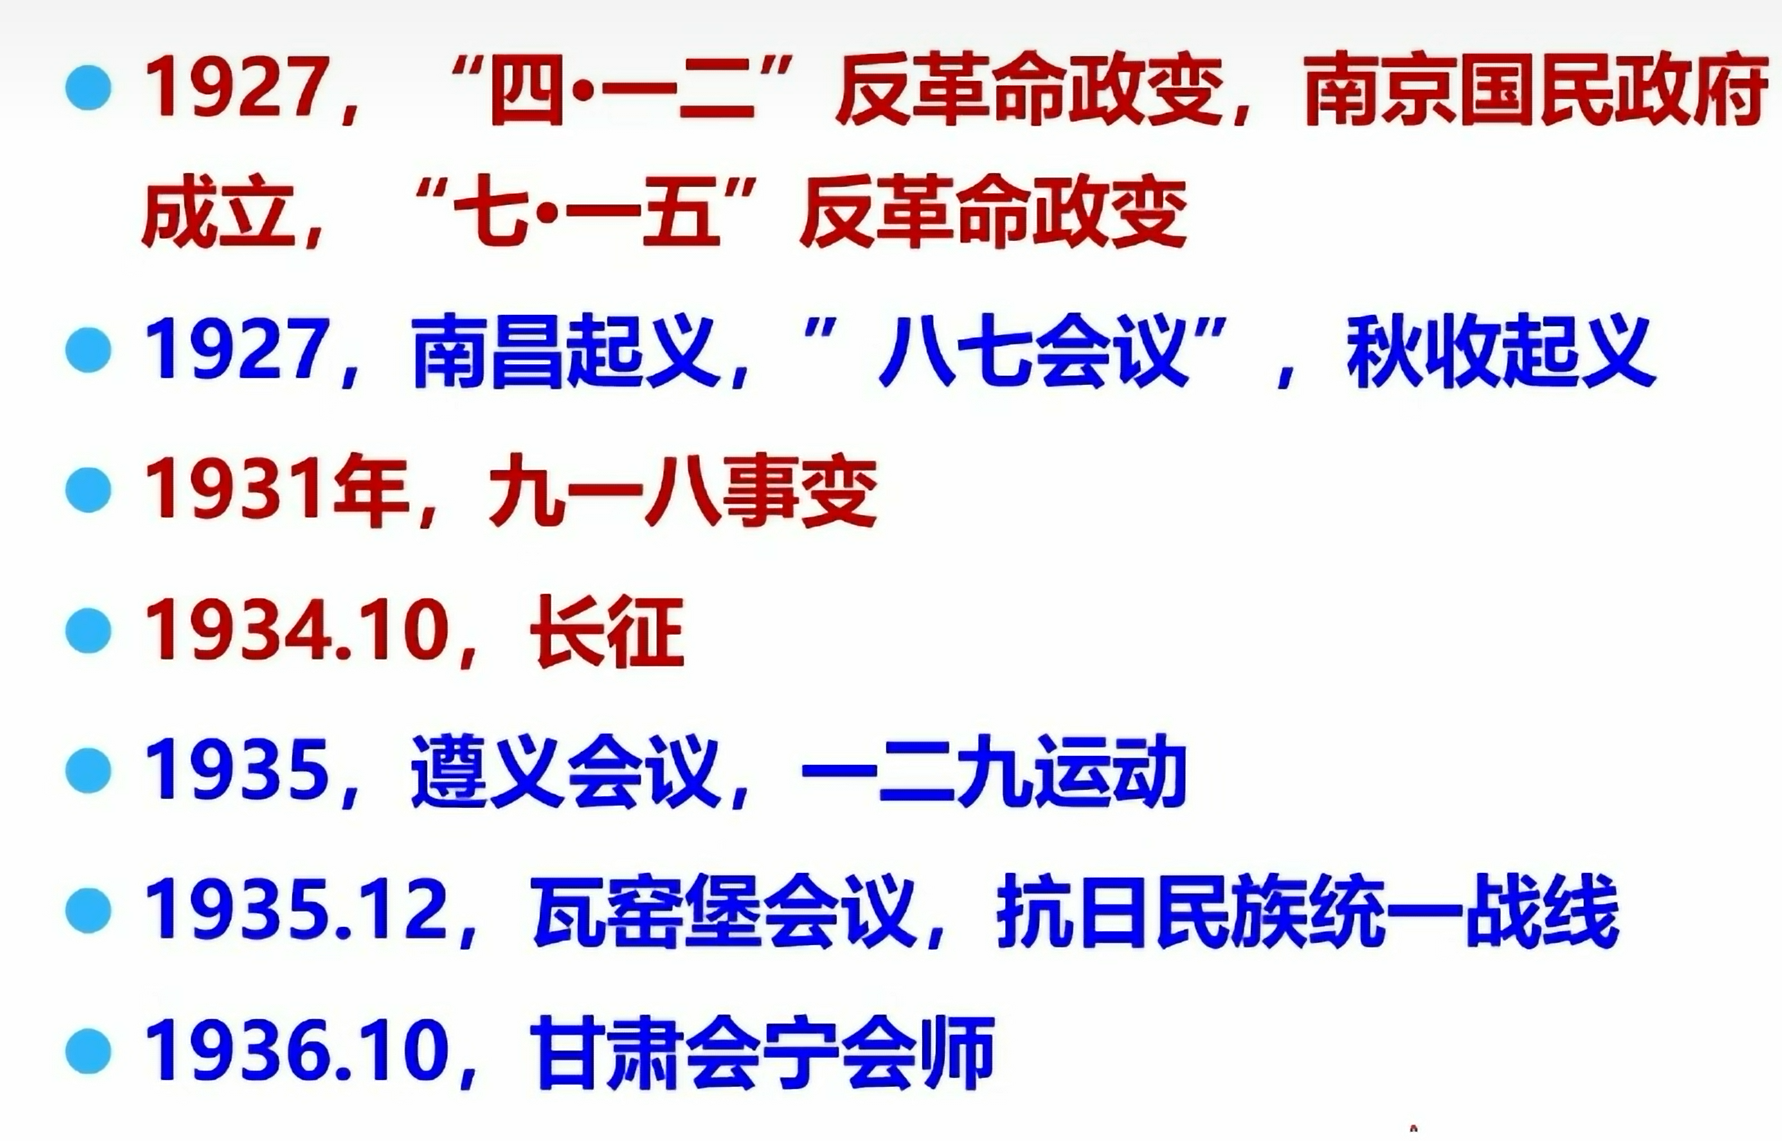 ● 1927， “四·一二”反革命政变，南京国民政府
成立， “七·一五”反革命政变
● 1927，南昌起义，”八七会议”，秋收起义
● 1931年，九一八事变
● 1934.10，长征
● 1935，遵义会议，一二九运动
● 1935.12，瓦窑堡会议，抗日民族统一战线
● 1936.10，甘肃会宁会师